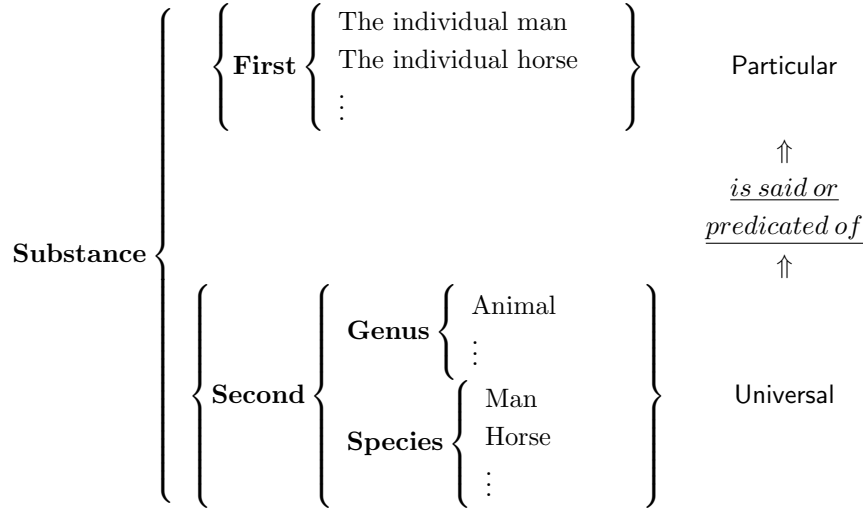 The individual man
First The individual horse Particular
⋮
⇑
is said or
predicated of
Substance
⇑
Animal
Genus
⋮
Second Man Universal
Species Horse
⋮